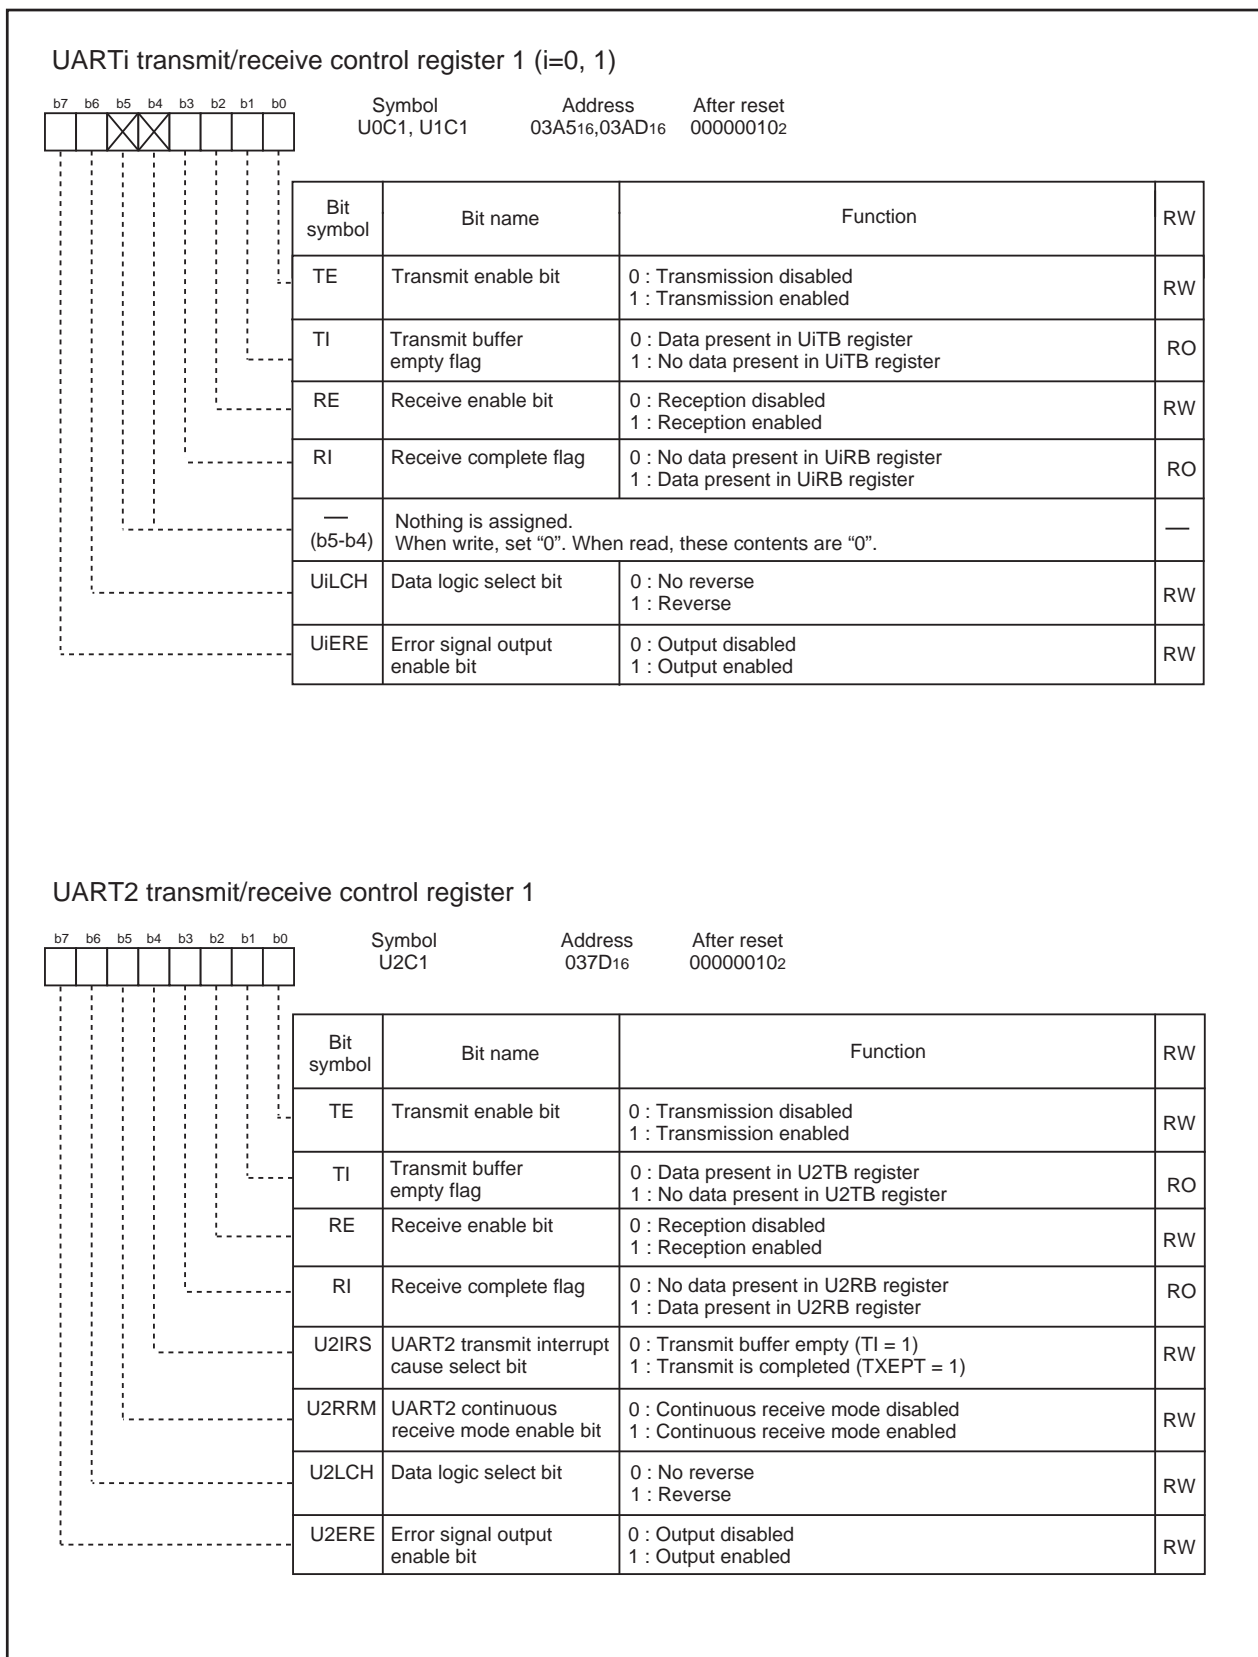 UARTi transmit/receive control register 1 (i=0, 1)
b7 b6 b5 b4 b3 b2 b1 b0
Symbol Address After reset
U0C1, U1C1 03A516,03AD16 000000102
Bit symbol Bit name Function RW
TE Transmit enable bit 0 : Transmission disabled
1 : Transmission enabled RW
TI Transmit buffer empty flag 0 : Data present in UiTB register
1 : No data present in UiTB register RO
RE Receive enable bit 0 : Reception disabled
1 : Reception enabled RW
RI Receive complete flag 0 : No data present in UiRB register
1 : Data present in UiRB register RO
— (b5-b4) Nothing is assigned.
When write, set “0”. When read, these contents are “0”. —
UiLCH Data logic select bit 0 : No reverse
1 : Reverse RW
UiERE Error signal output enable bit 0 : Output disabled
1 : Output enabled RW
UART2 transmit/receive control register 1
b7 b6 b5 b4 b3 b2 b1 b0
Symbol Address After reset
U2C1 037D16 000000102
Bit symbol Bit name Function RW
TE Transmit enable bit 0 : Transmission disabled
1 : Transmission enabled RW
TI Transmit buffer empty flag 0 : Data present in U2TB register
1 : No data present in U2TB register RO
RE Receive enable bit 0 : Reception disabled
1 : Reception enabled RW
RI Receive complete flag 0 : No data present in U2RB register
1 : Data present in U2RB register RO
U2IRS UART2 transmit interrupt cause select bit 0 : Transmit buffer empty (TI = 1)
1 : Transmit is completed (TXEPT = 1) RW
U2RRM UART2 continuous receive mode enable bit 0 : Continuous receive mode disabled
1 : Continuous receive mode enabled RW
U2LCH Data logic select bit 0 : No reverse
1 : Reverse RW
U2ERE Error signal output enable bit 0 : Output disabled
1 : Output enabled RW